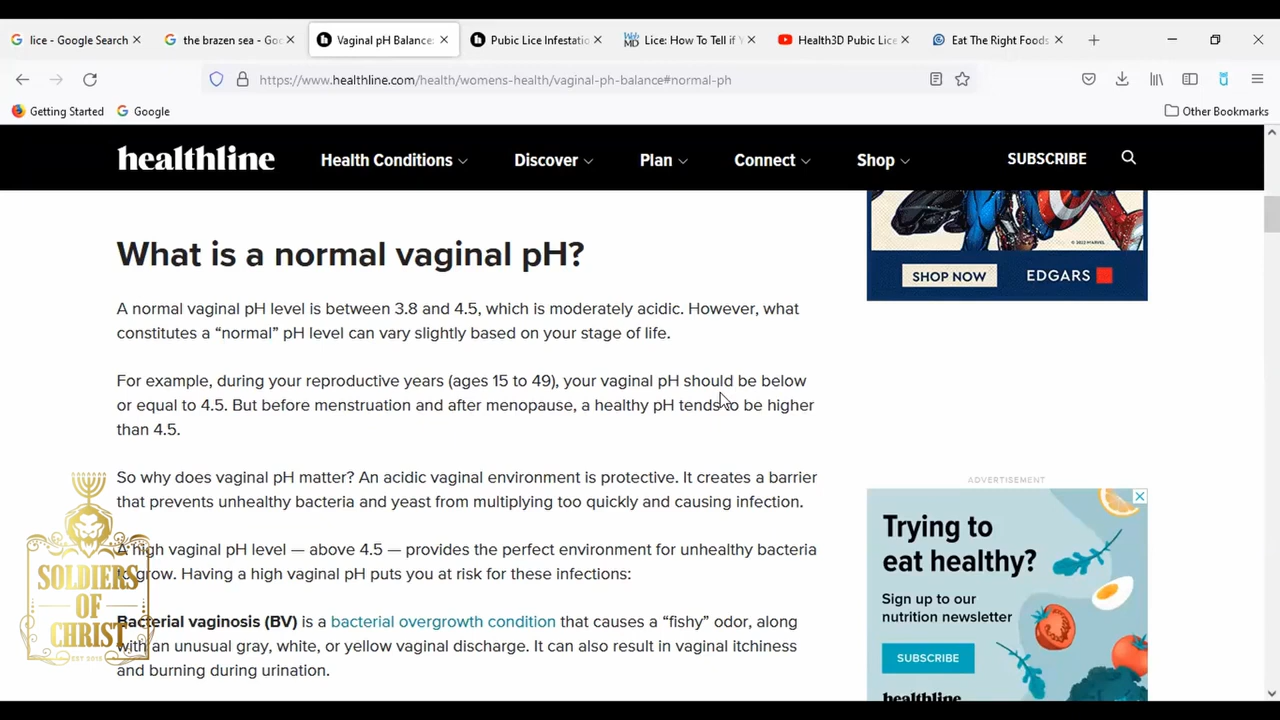 lice - Google Search
the brazen sea - Goo
Vaginal pH Balance:
Pubic Lice Infestatio
WebMD
Lice: How To Tell if Y
Health3D Pubic Lice
Eat The Right Foods
https://www.healthline.com/health/womens-health/vaginal-ph-balance#normal-ph
Getting Started
Google
Other Bookmarks
healthline
Health Conditions
Discover
Plan
Connect
Shop
SUBSCRIBE
© 2022 MARVEL
SHOP NOW
EDGARS
What is a normal vaginal pH?
A normal vaginal pH level is between 3.8 and 4.5, which is moderately acidic. However, what
constitutes a “normal” pH level can vary slightly based on your stage of life.
For example, during your reproductive years (ages 15 to 49), your vaginal pH should be below
or equal to 4.5. But before menstruation and after menopause, a healthy pH tends to be higher
than 4.5.
So why does vaginal pH matter? An acidic vaginal environment is protective. It creates a barrier
that prevents unhealthy bacteria and yeast from multiplying too quickly and causing infection.
A high vaginal pH level — above 4.5 — provides the perfect environment for unhealthy bacteria
to grow. Having a high vaginal pH puts you at risk for these infections:
Bacterial vaginosis (BV) is a bacterial overgrowth condition that causes a “fishy” odor, along
with an unusual gray, white, or yellow vaginal discharge. It can also result in vaginal itchiness
and burning during urination.
SOLDIERS
OF
CHRIST
EST 2015
ADVERTISEMENT
Trying to
eat healthy?
Sign up to our
nutrition newsletter
SUBSCRIBE
healthline